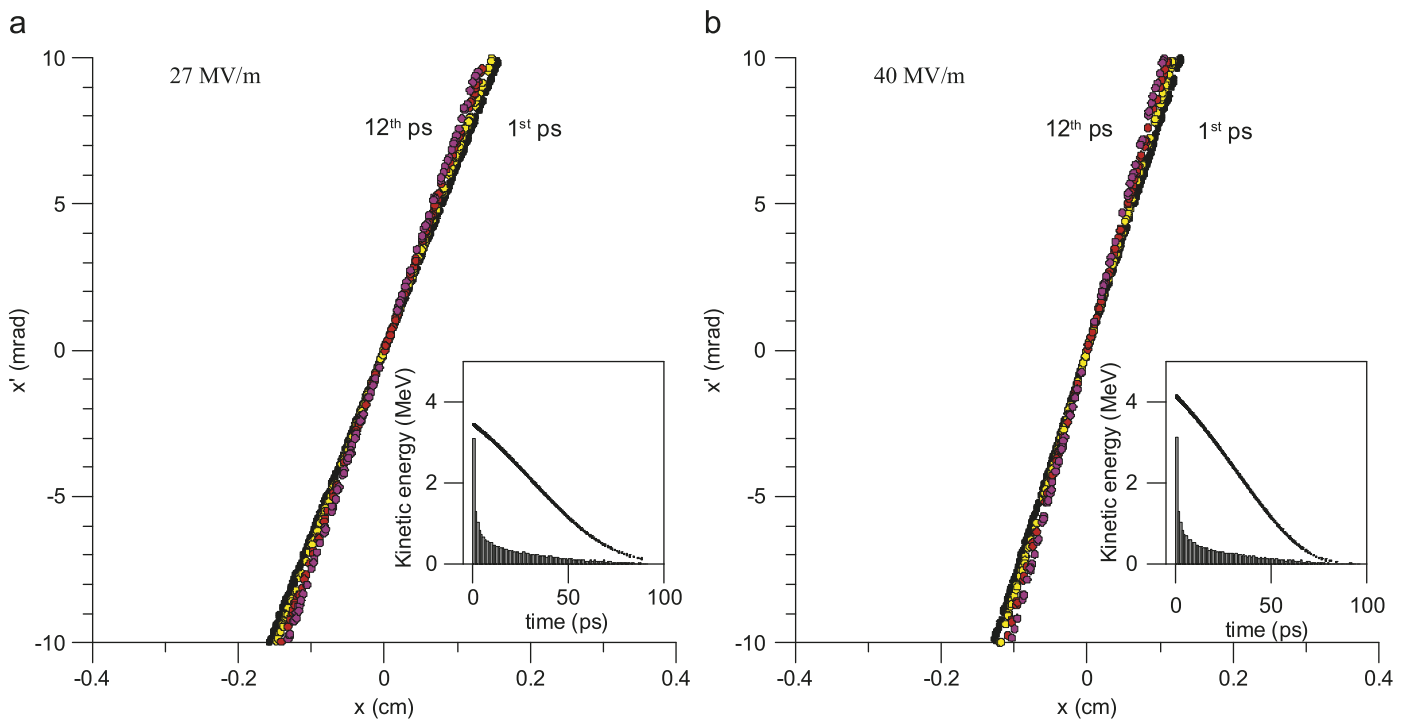 a
27 MV/m
12th ps
1st ps
10
5
0
-5
-10
x' (mrad)
-0.4
-0.2
0
0.2
0.4
x (cm)
Kinetic energy (MeV)
4
2
0
0
50
100
time (ps)
b
40 MV/m
12th ps
1st ps
10
5
0
-5
-10
x' (mrad)
-0.4
-0.2
0
0.2
0.4
x (cm)
Kinetic energy (MeV)
4
2
0
0
50
100
time (ps)